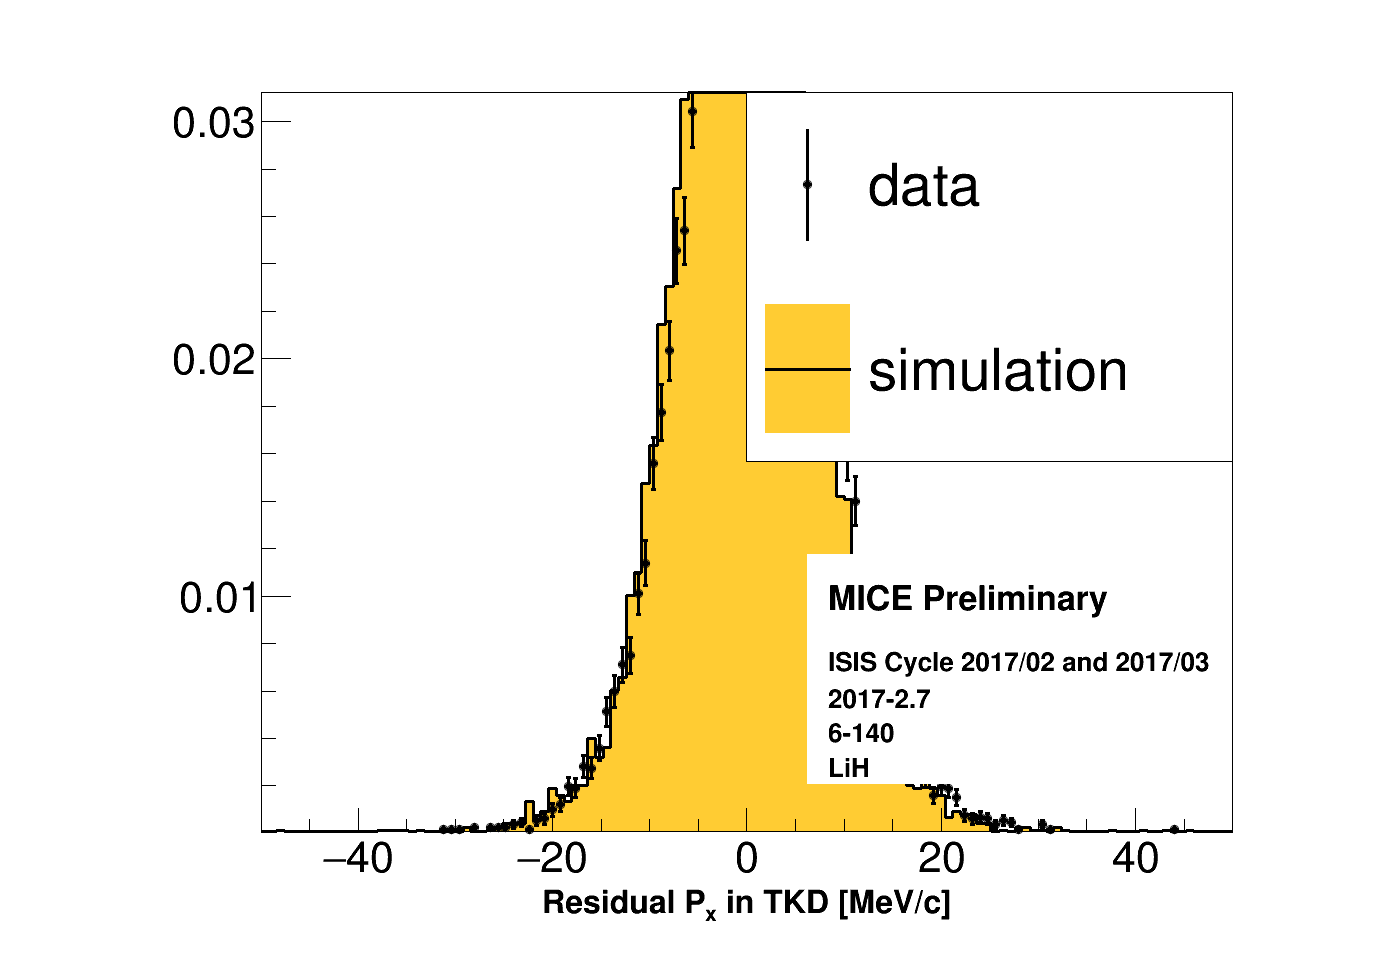 0.03
data
0.02
simulation
0.01
MICE Preliminary
ISIS Cycle 2017/02 and 2017/03
2017-2.7
6-140
LiH
−40 −20 0 20 40
Residual Px in TKD [MeV/c]